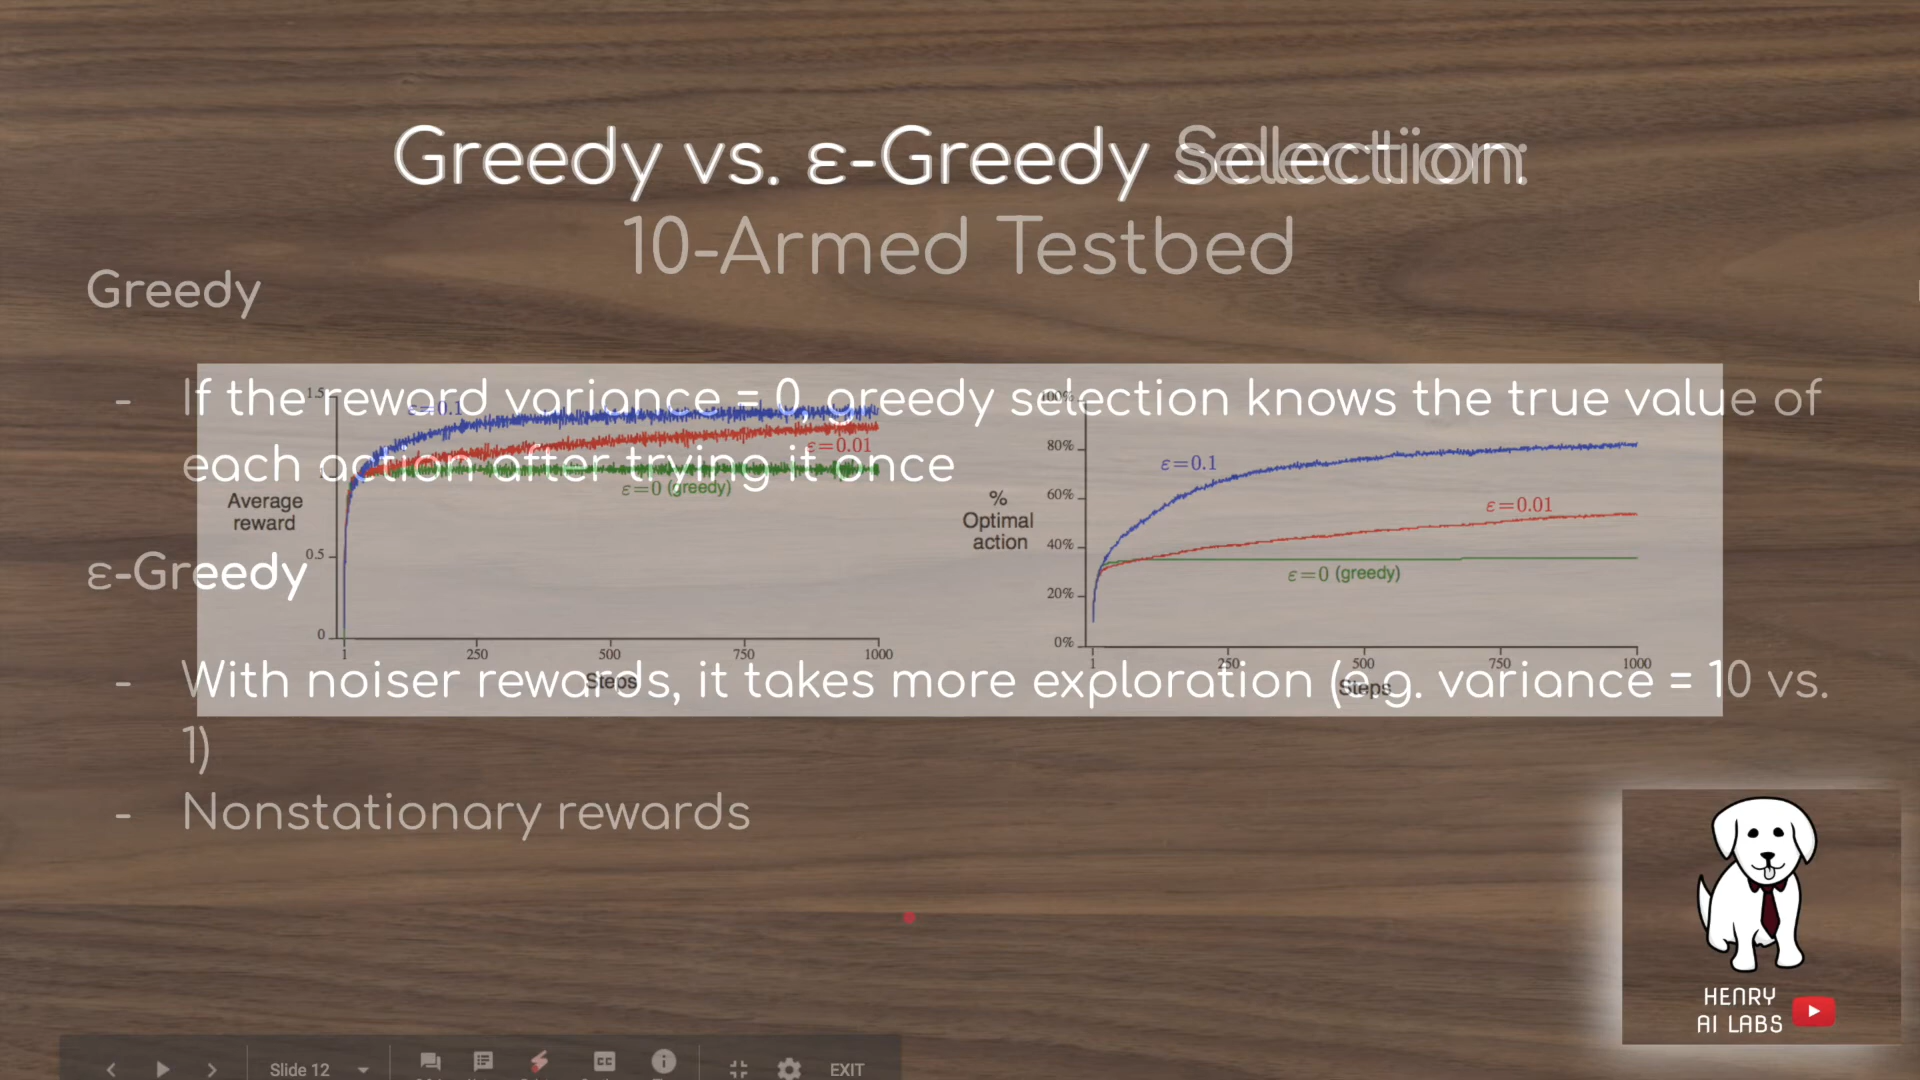 Greedy vs. ε-Greedy Selection:
10-Armed Testbed
Greedy
- If the reward variance = 0, greedy selection knows the true value of
each action after trying it once
ε-Greedy
- With noiser rewards, it takes more exploration (e.g. variance = 10 vs.
1)
- Nonstationary rewards
1.5
1
0.5
0
Average
reward
ε=0.1
ε=0.01
ε=0 (greedy)
1 250 500 750 1000
Steps
100%
80%
60%
40%
20%
0%
%
Optimal
action
ε=0.1
ε=0.01
ε=0 (greedy)
1 250 500 750 1000
Steps
HENRY
AI LABS
Slide 12
CC
EXIT